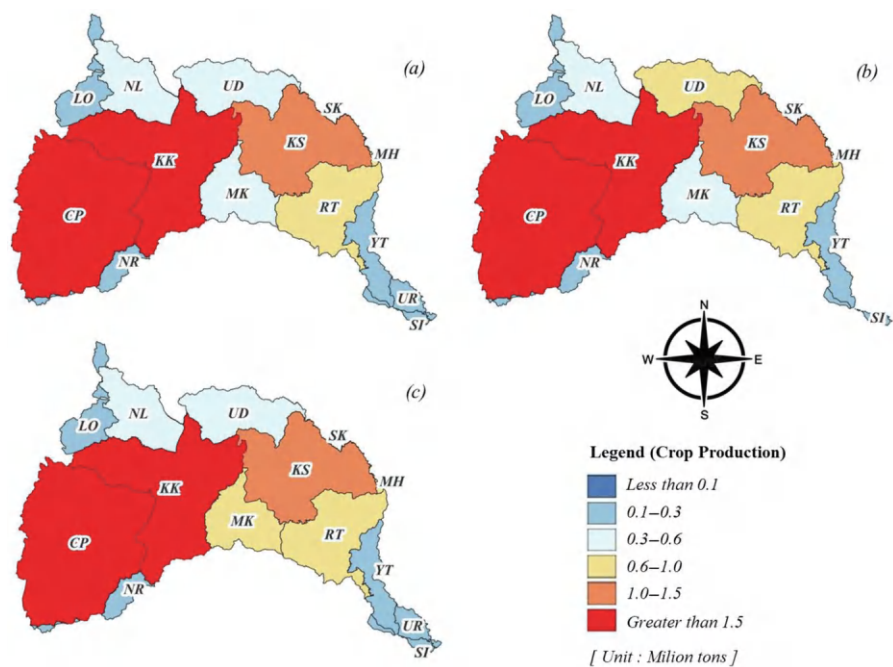 (a)
NL
UD
LO
SK
KS
MH
KK
MK
RT
CP
YT
NR
UR
SI
(b)
NL
UD
LO
SK
KS
MH
KK
MK
RT
CP
YT
NR
SI
N
W E
S
(c)
NL
UD
LO
SK
KS
MH
KK
MK
RT
CP
YT
NR
UR
SI
Legend (Crop Production)
Less than 0.1
0.1–0.3
0.3–0.6
0.6–1.0
1.0–1.5
Greater than 1.5
[ Unit : Milion tons ]